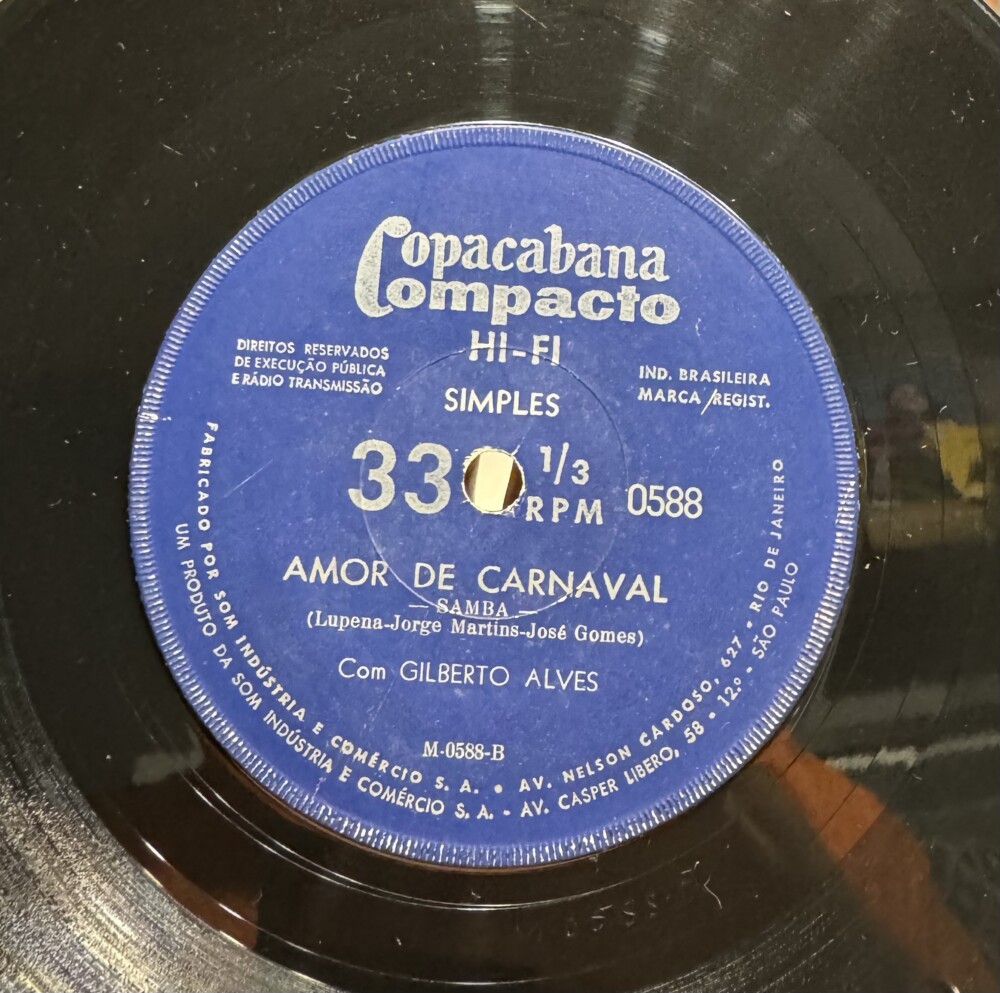 Copacabana
Compacto
HI-FI
SIMPLES
DIREITOS RESERVADOS
DE EXECUÇÃO PÚBLICA
E RÁDIO TRANSMISSÃO
IND. BRASILEIRA
MARCA/REGIST.
33 1/3
RPM
0588
AMOR DE CARNAVAL
— SAMBA —
(Lupena-Jorge Martins-José Gomes)
Com GILBERTO ALVES
M-0588-B
FABRICADO POR SOM INDÚSTRIA E COMÉRCIO S. A. • AV. NELSON CARDOSO, 627 • RIO DE JANEIRO
UM PRODUTO DA SOM INDÚSTRIA E COMÉRCIO S. A. - AV. CASPER LIBERO, 58 - 12.º - SÃO PAULO